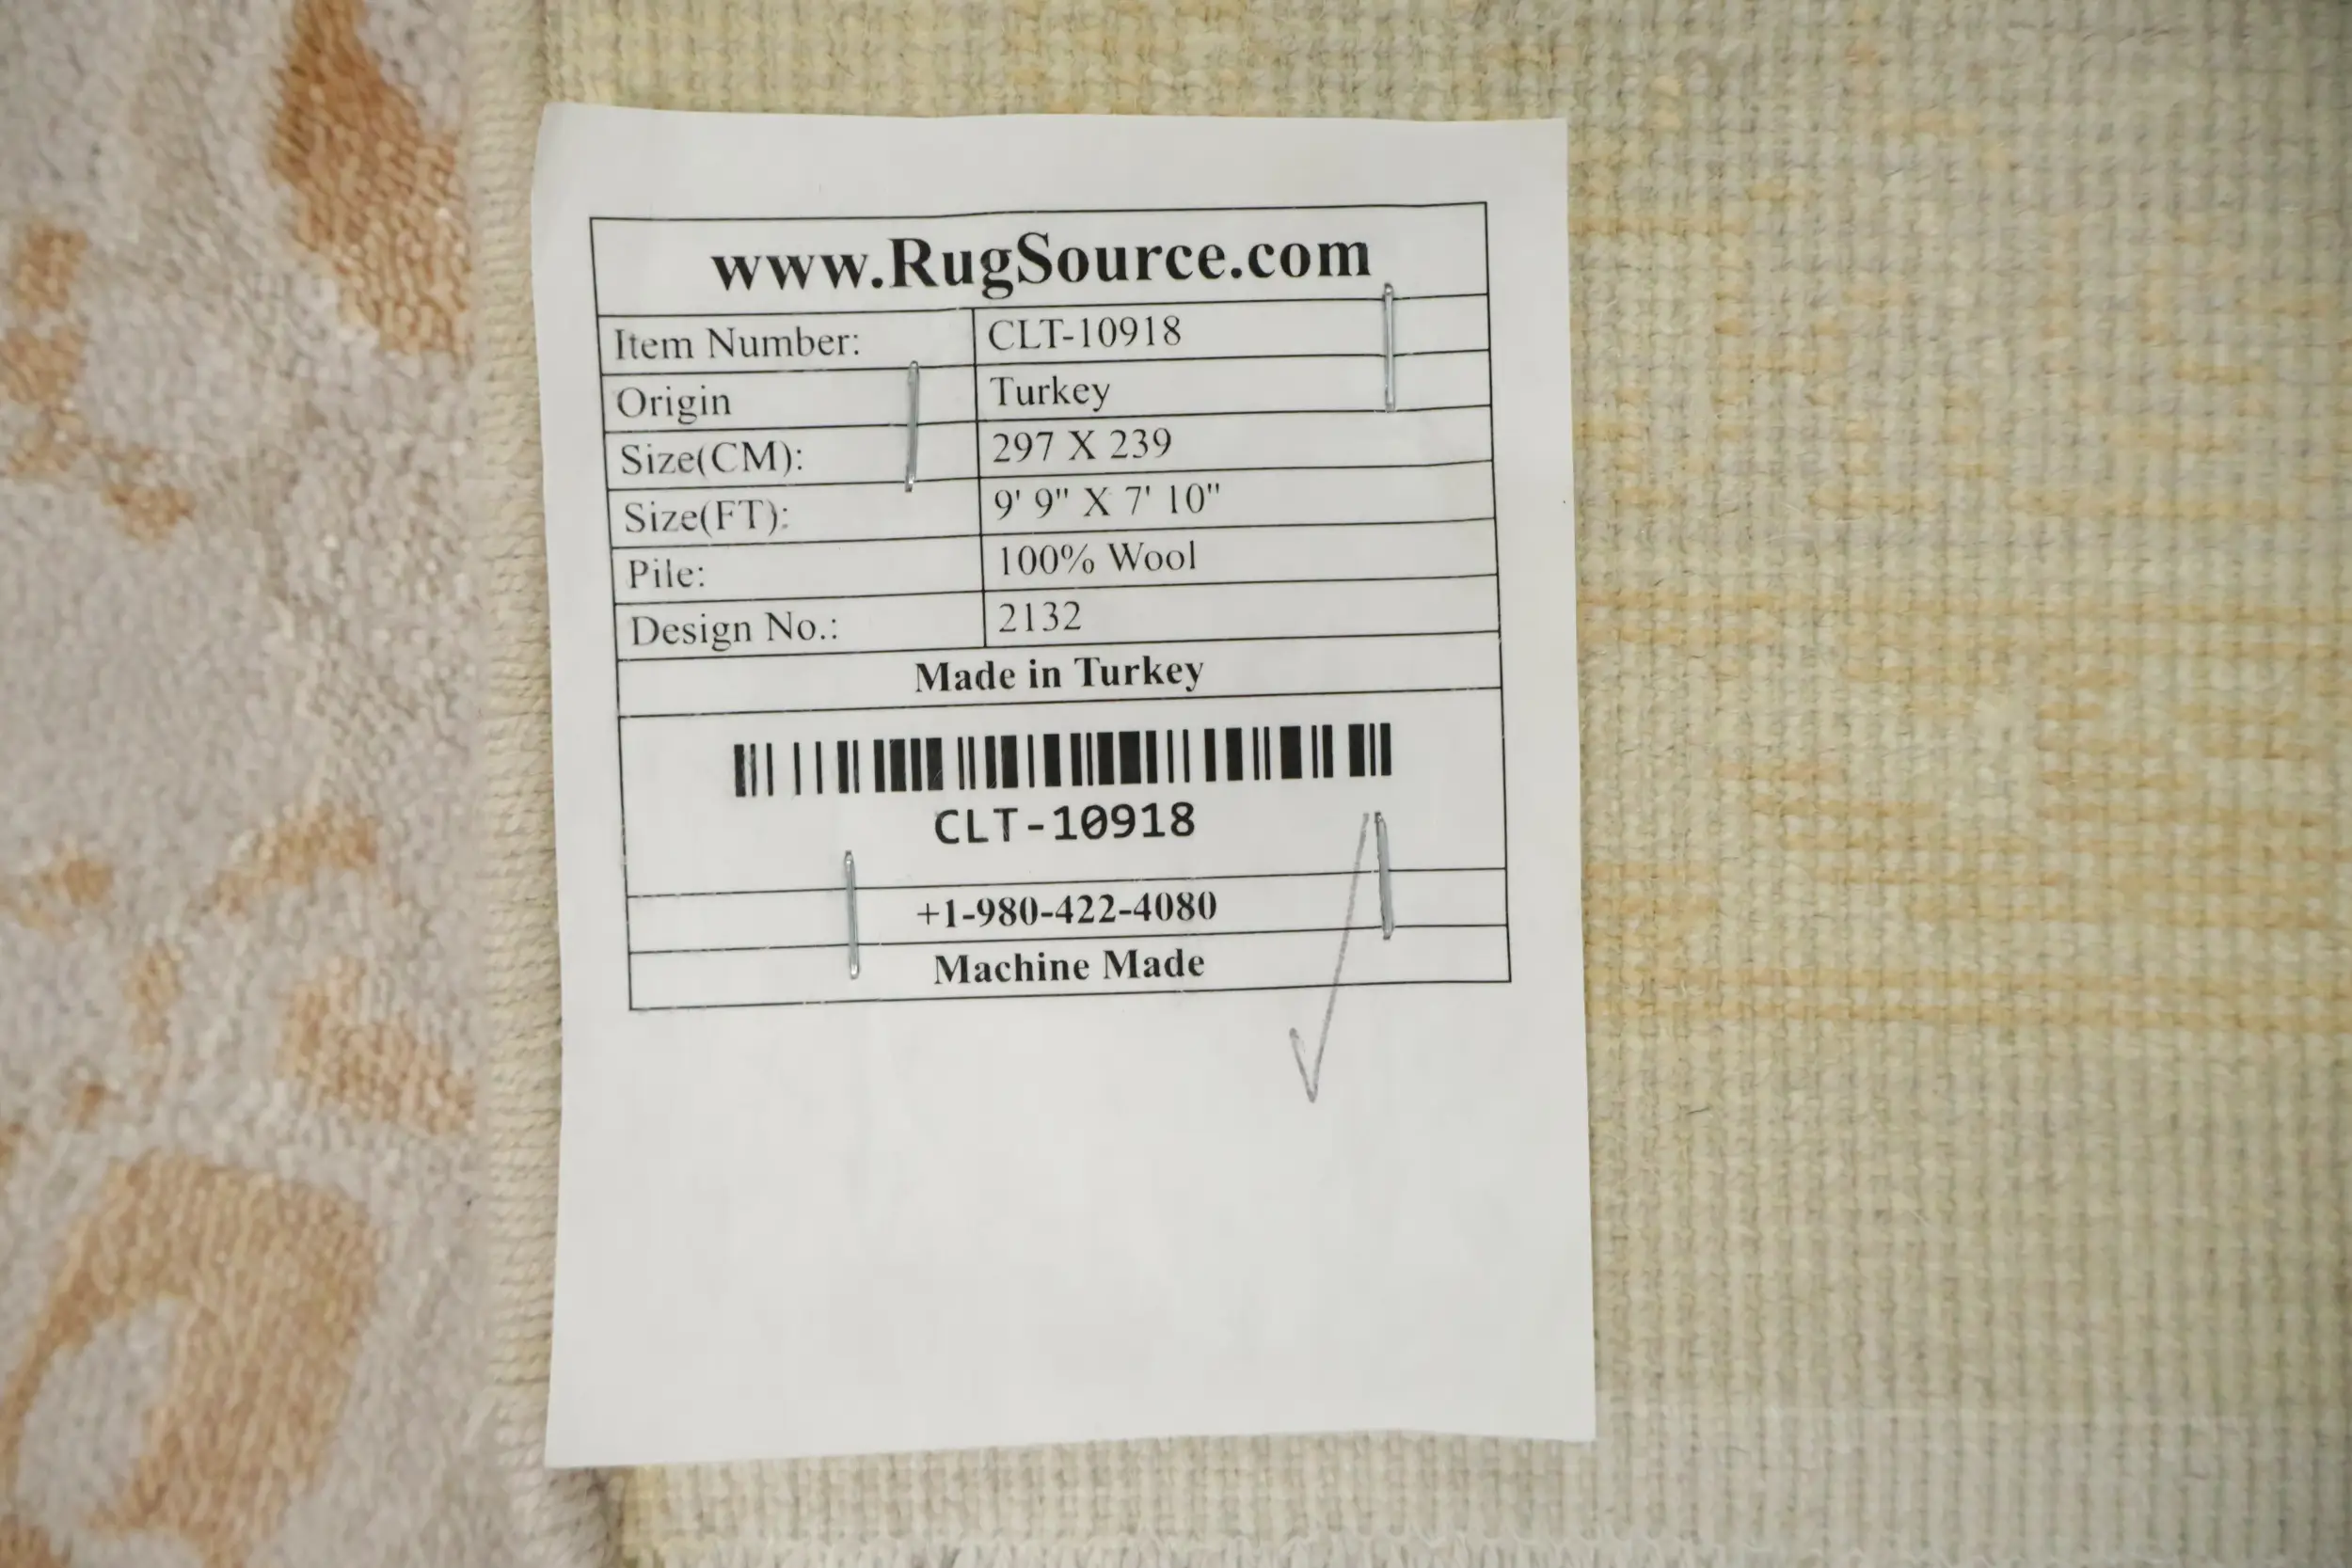 www.RugSource.com
Item Number: CLT-10918
Origin Turkey
Size(CM): 297 X 239
Size(FT): 9' 9" X 7' 10"
Pile: 100% Wool
Design No.: 2132
Made in Turkey
CLT-10918
+1-980-422-4080
Machine Made